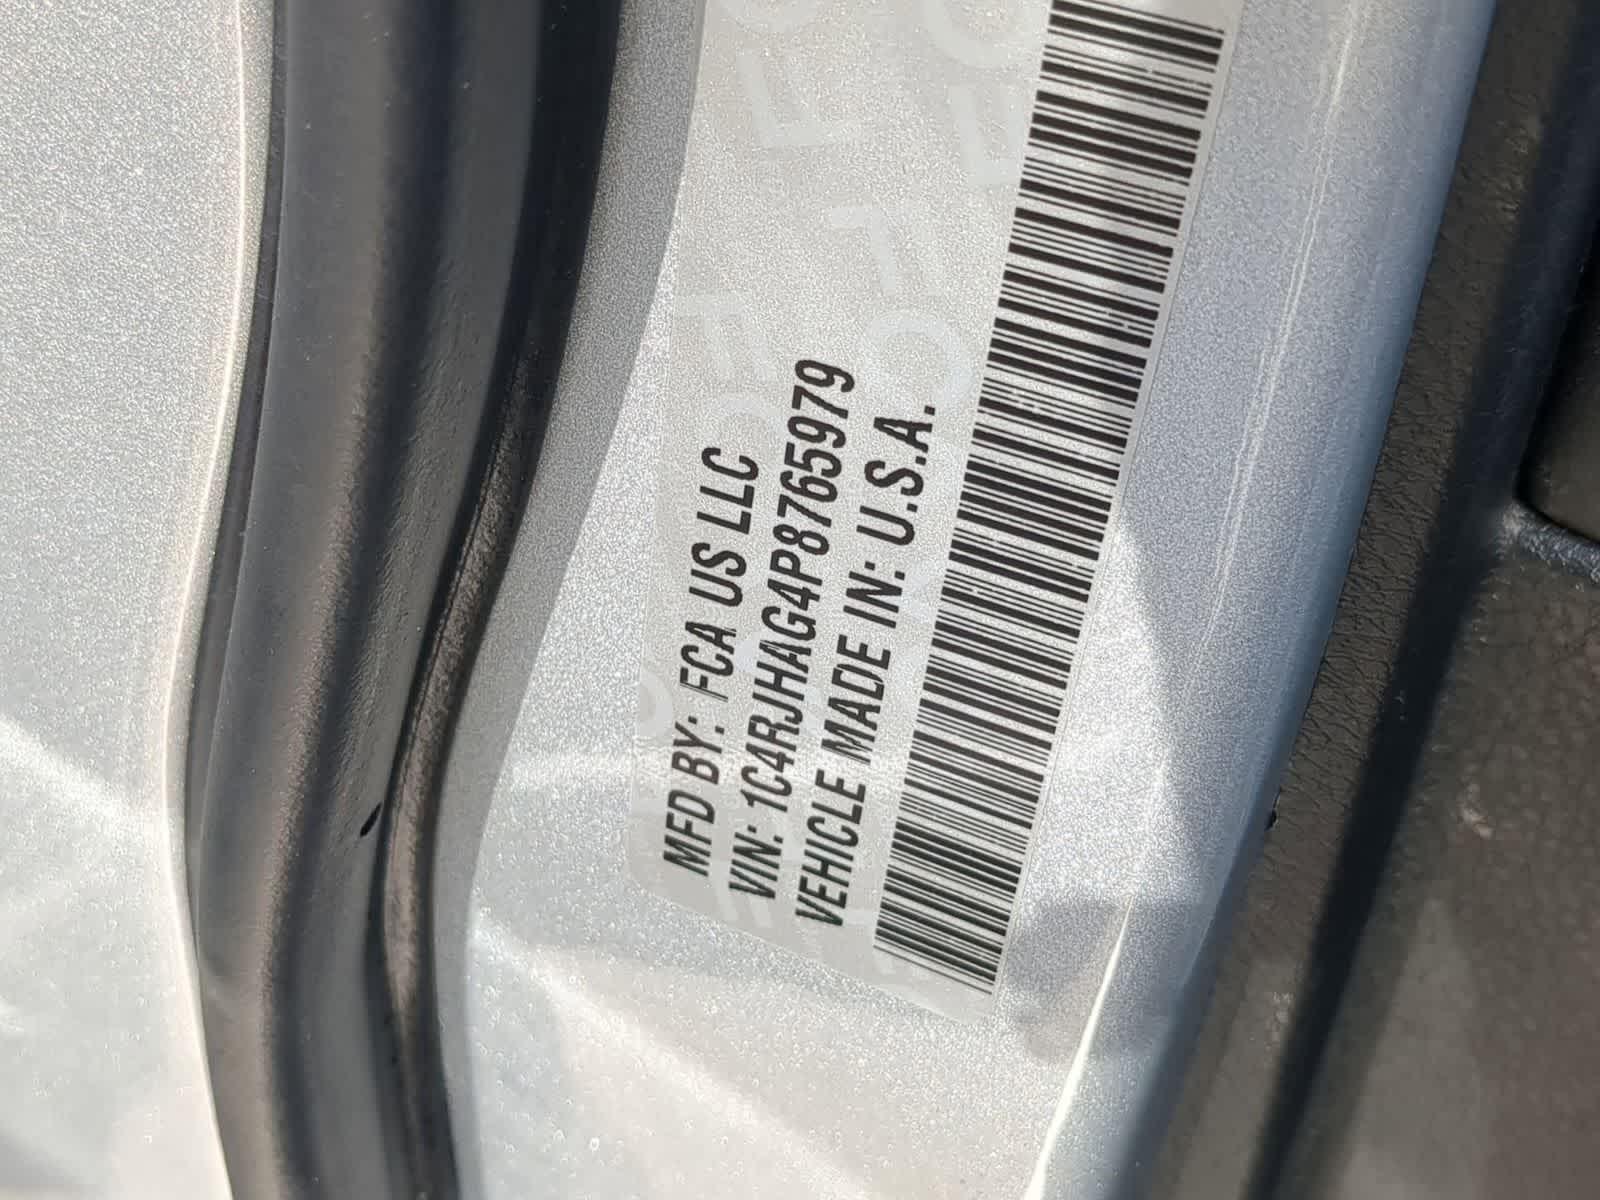 MFD BY: FCA US LLC
VIN: 1C4RJHAG4P8765979
VEHICLE MADE IN: U.S.A.